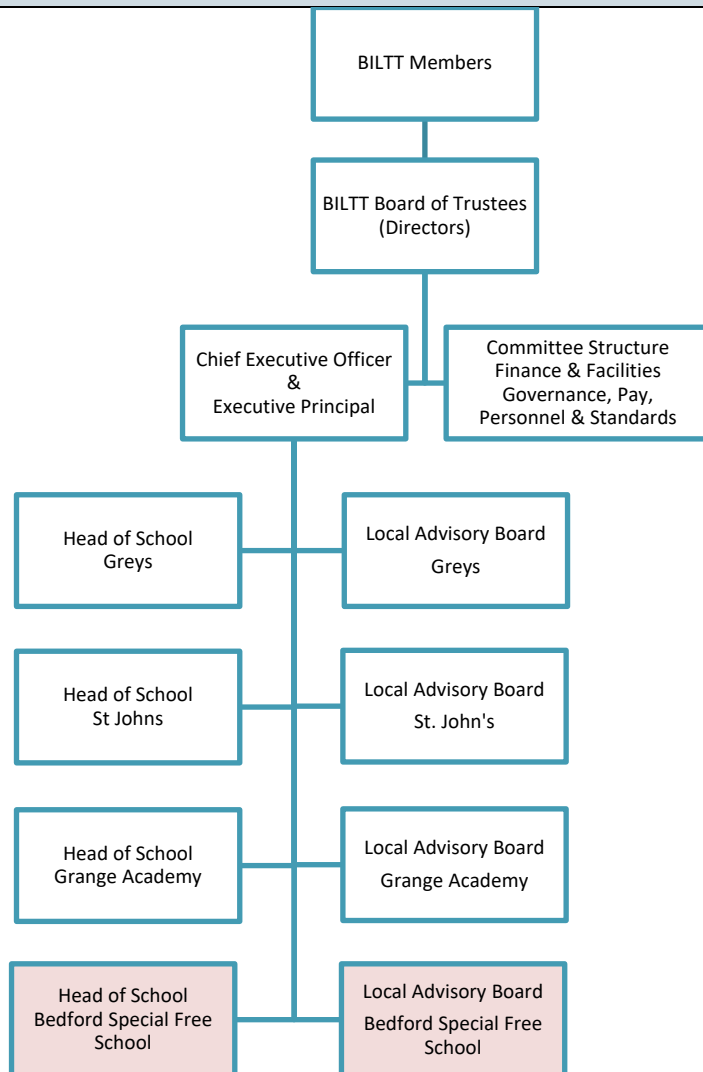 BILTT Members
BILTT Board of Trustees
(Directors)
Chief Executive Officer
&
Executive Principal
Committee Structure
Finance & Facilities
Governance, Pay,
Personnel & Standards
Head of School
Greys
Local Advisory Board
Greys
Head of School
St Johns
Local Advisory Board
St. John's
Head of School
Grange Academy
Local Advisory Board
Grange Academy
Head of School
Bedford Special Free
School
Local Advisory Board
Bedford Special Free
School